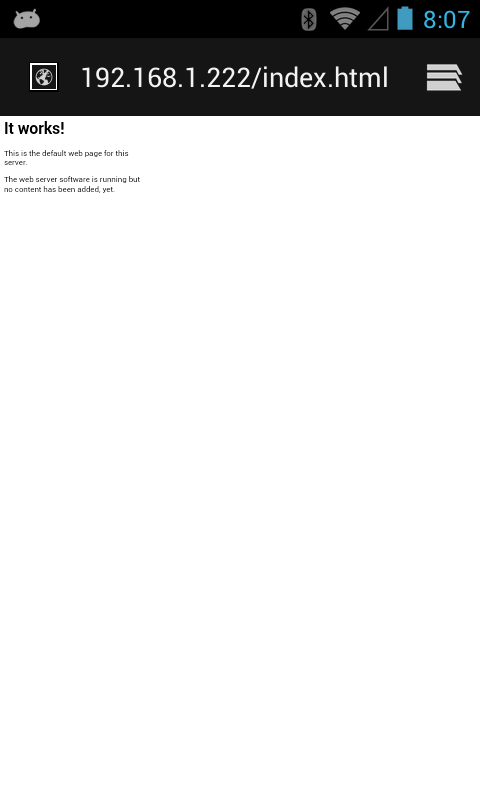 8:07
192.168.1.222/index.html
It works!
This is the default web page for this
server.
The web server software is running but
no content has been added, yet.